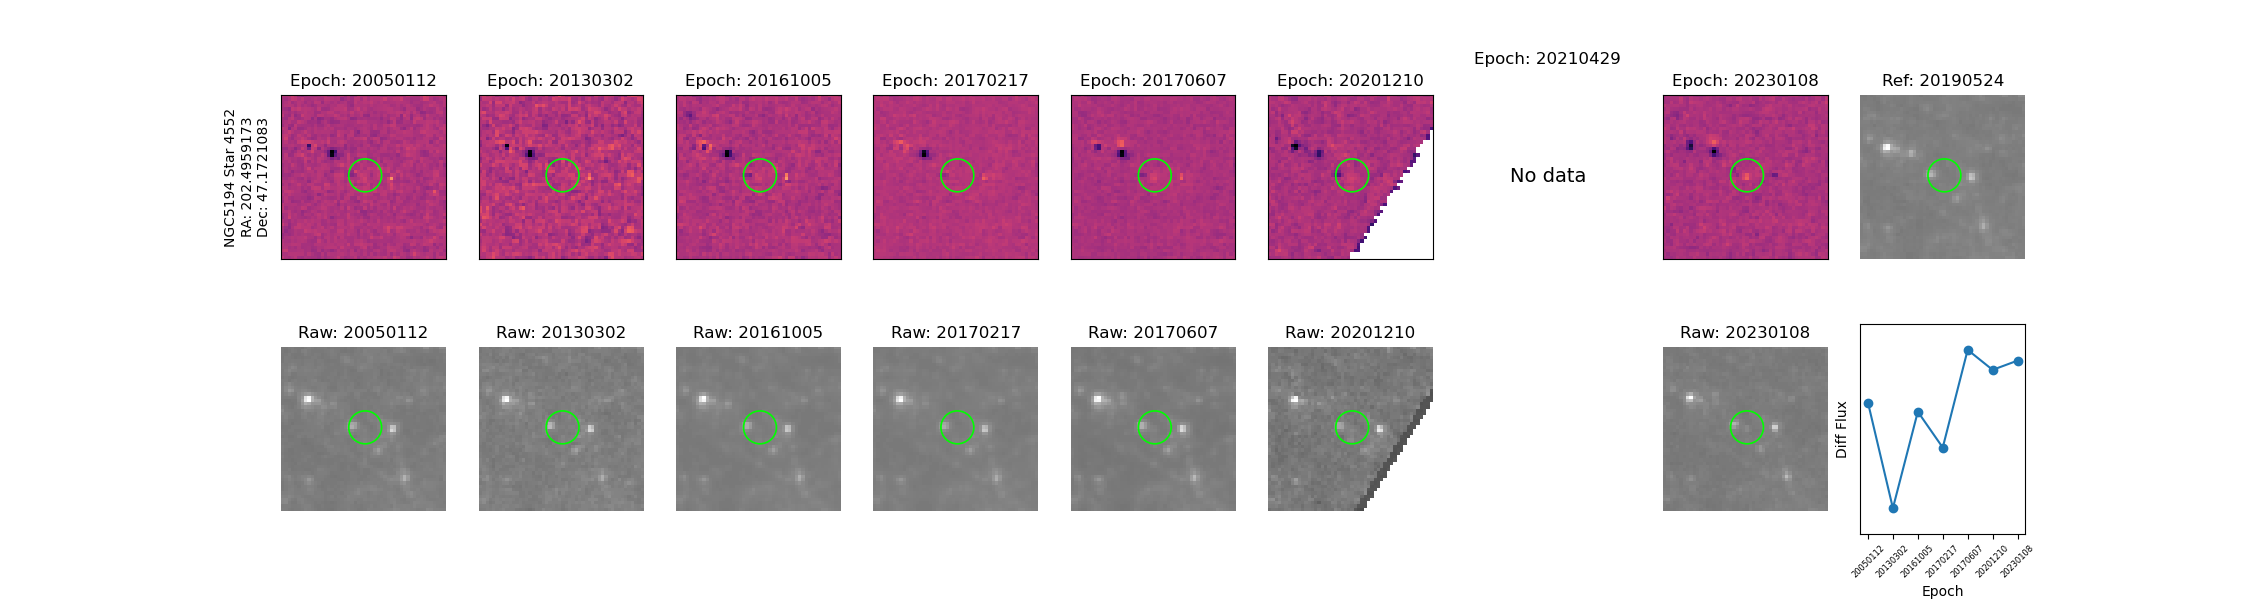 Epoch: 20210429
Epoch: 20050112
Epoch: 20130302
Epoch: 20161005
Epoch: 20170217
Epoch: 20170607
Epoch: 20201210
Epoch: 20230108
Ref: 20190524
NGC5194 Star 4552
RA: 202.4959173
Dec: 47.1721083
No data
Raw: 20050112
Raw: 20130302
Raw: 20161005
Raw: 20170217
Raw: 20170607
Raw: 20201210
Raw: 20230108
Diff Flux
20050112
20130302
20161005
20170217
20170607
20201210
20230108
Epoch